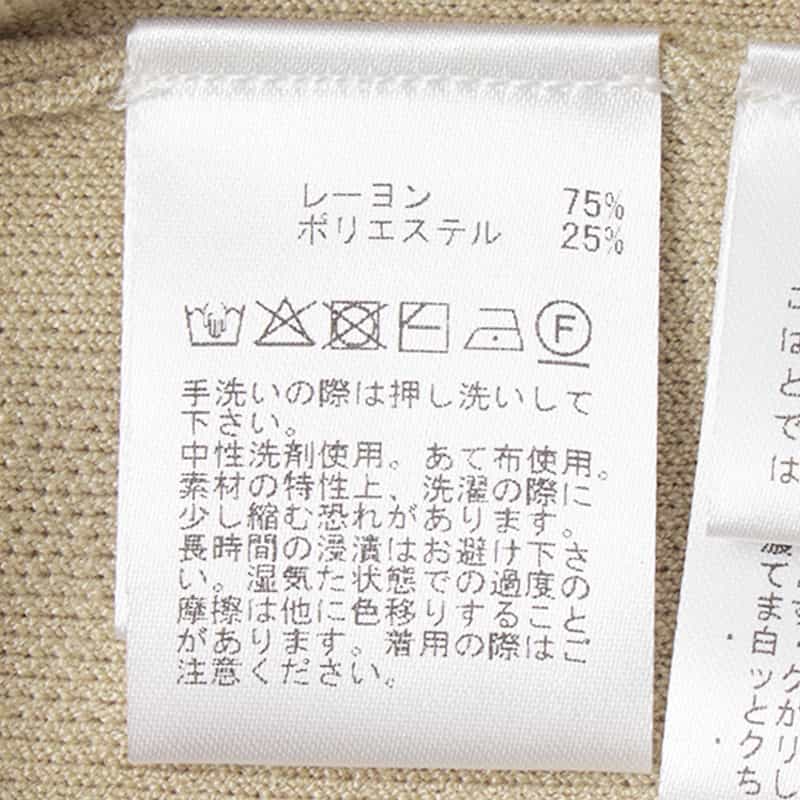 レーヨン 75%
ポリエステル 25%
F
手洗いの際は押し洗いして
下さい。
中性洗剤使用。あて布使用。
素材の特性上、洗濯の際に
少し縮む恐れがあります。
長時間の浸漬はお避け下さ
い。湿気た状態での過度の
摩擦は他に色移りすること
があります。着用の際はご
注意ください。
こ
は
と
で
は